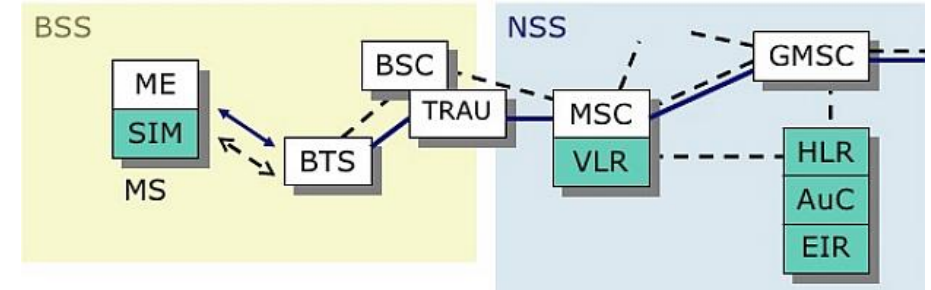 BSS
NSS
ME
SIM
MS
BTS
BSC
TRAU
MSC
VLR
GMSC
HLR
AuC
EIR